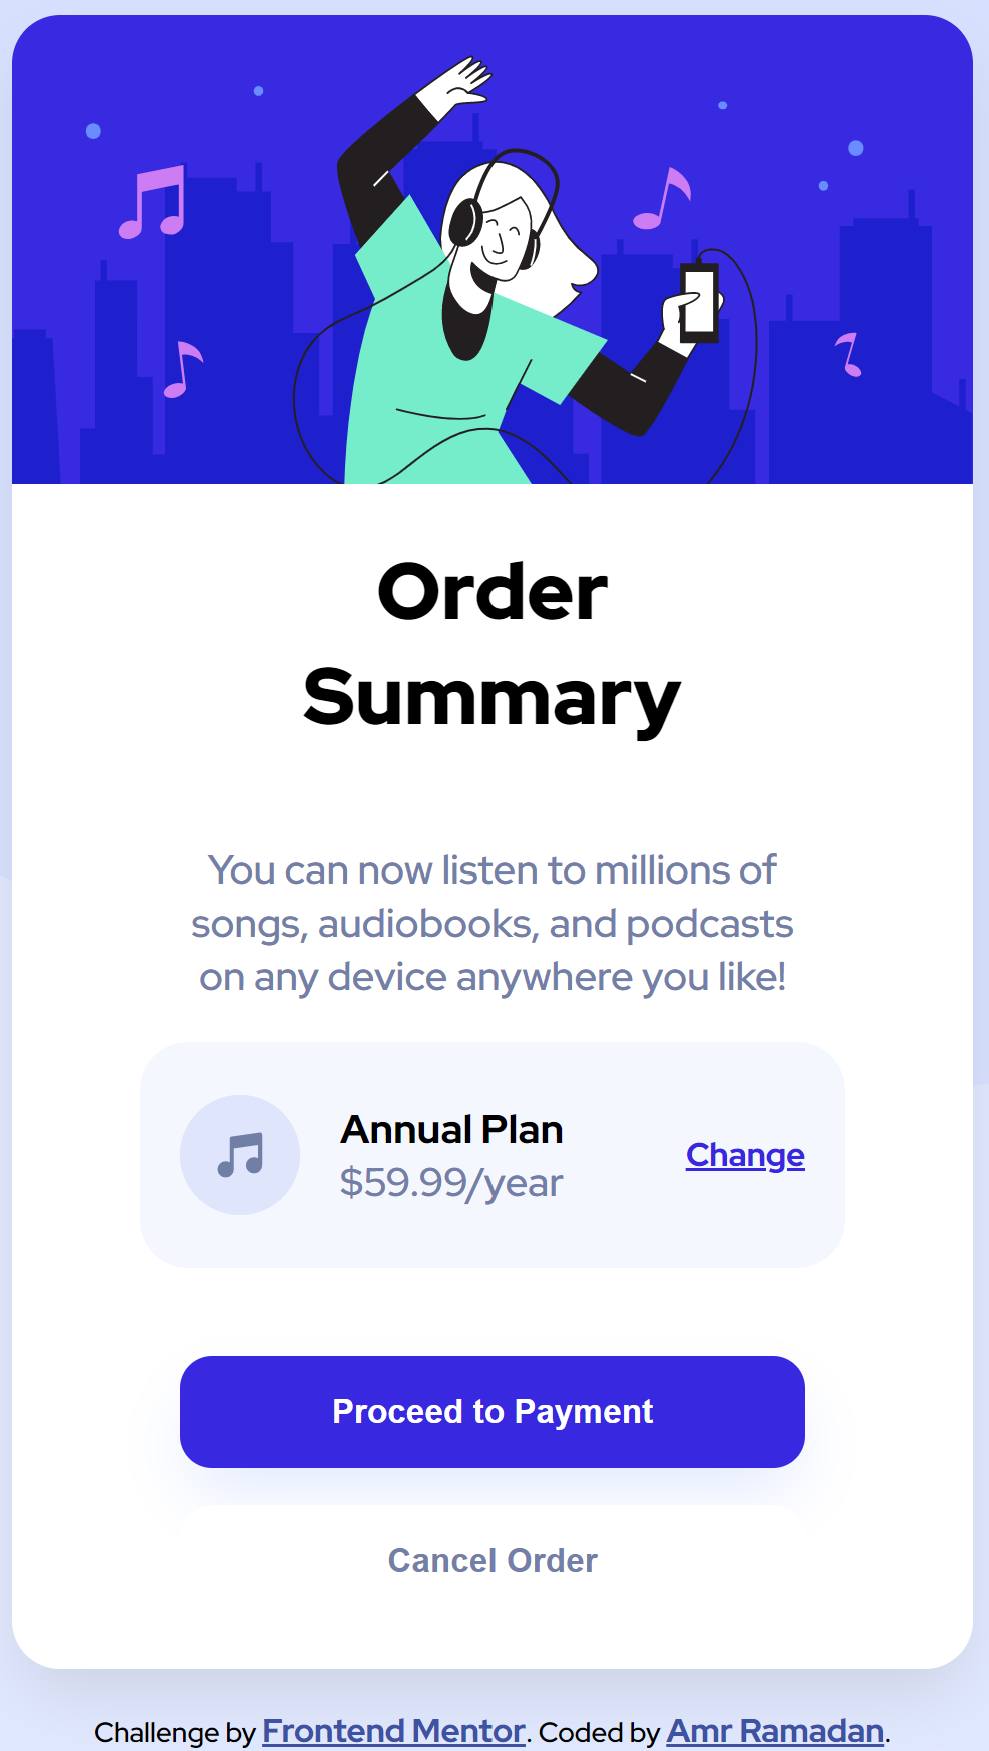 Order
Summary
You can now listen to millions of
songs, audiobooks, and podcasts
on any device anywhere you like!
Annual Plan
$59.99/year
Change
Proceed to Payment
Cancel Order
Challenge by Frontend Mentor. Coded by Amr Ramadan.